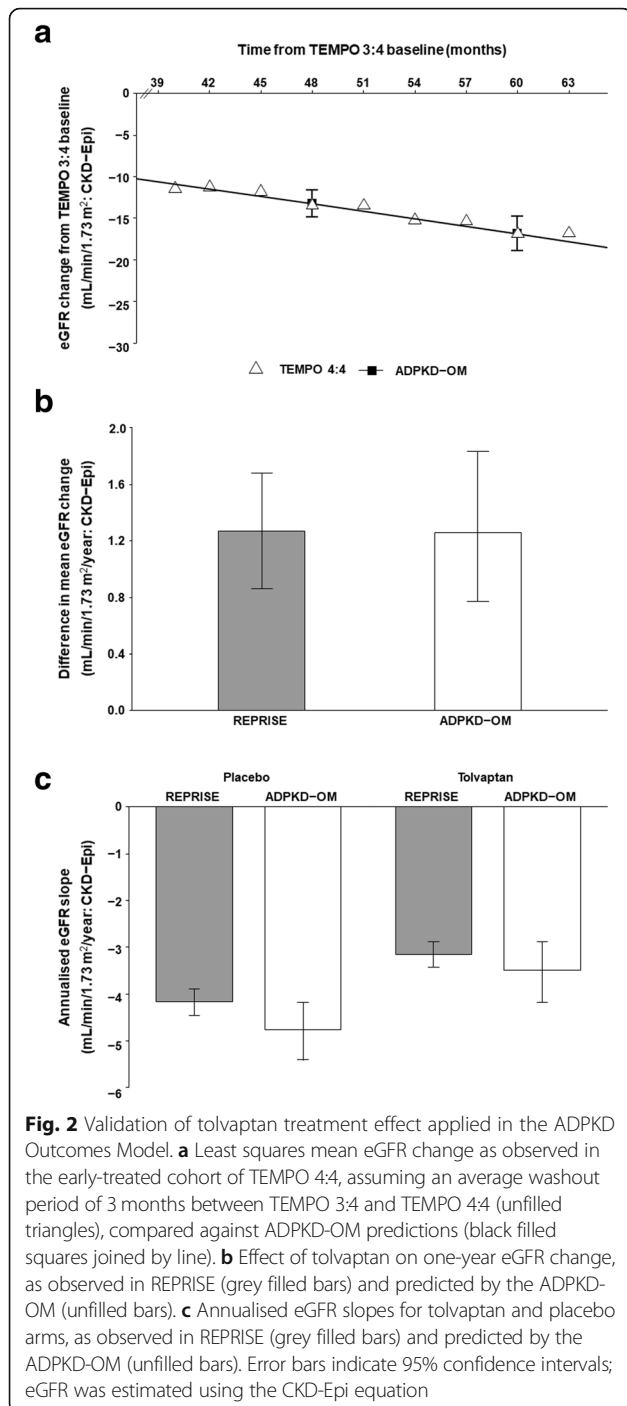 a
Time from TEMPO 3:4 baseline (months)
39 42 45 48 51 54 57 60 63
0
−5
−10
−15
−20
−25
−30
eGFR change from TEMPO 3:4 baseline
(mL/min/1.73 m²: CKD−Epi)
TEMPO 4:4 ADPKD−OM
b
2.0
1.6
1.2
0.8
0.4
0.0
Difference in mean eGFR change
(mL/min/1.73 m²/year: CKD−Epi)
REPRISE ADPKD−OM
c
Placebo Tolvaptan
REPRISE ADPKD−OM REPRISE ADPKD−OM
0
−1
−2
−3
−4
−5
−6
Annualised eGFR slope
(mL/min/1.73 m²/year: CKD−Epi)
Fig. 2 Validation of tolvaptan treatment effect applied in the ADPKD
Outcomes Model. a Least squares mean eGFR change as observed in
the early-treated cohort of TEMPO 4:4, assuming an average washout
period of 3 months between TEMPO 3:4 and TEMPO 4:4 (unfilled
triangles), compared against ADPKD-OM predictions (black filled
squares joined by line). b Effect of tolvaptan on one-year eGFR change,
as observed in REPRISE (grey filled bars) and predicted by the ADPKD-
OM (unfilled bars). c Annualised eGFR slopes for tolvaptan and placebo
arms, as observed in REPRISE (grey filled bars) and predicted by the
ADPKD-OM (unfilled bars). Error bars indicate 95% confidence intervals;
eGFR was estimated using the CKD-Epi equation